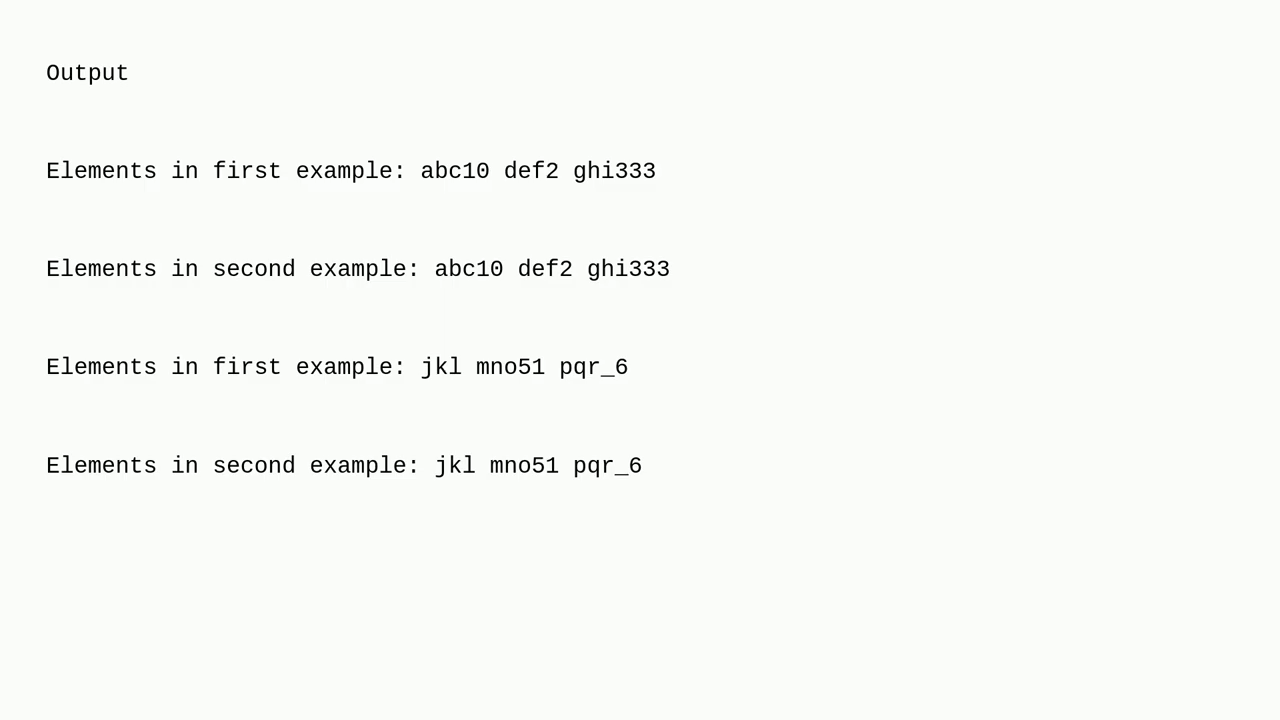 Output
Elements in first example: abc10 def2 ghi333
Elements in second example: abc10 def2 ghi333
Elements in first example: jkl mno51 pqr_6
Elements in second example: jkl mno51 pqr_6